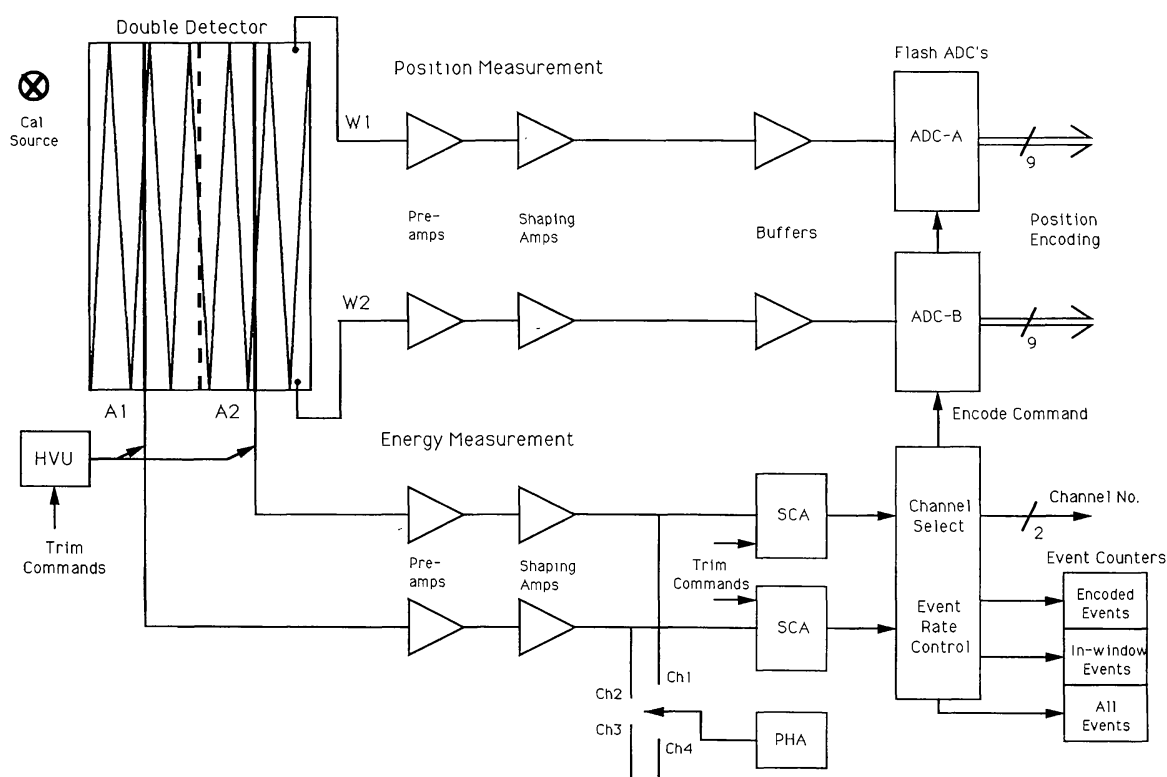 Double Detector
Cal
Source
W1
W2
Position Measurement
Pre-
amps
Shaping
Amps
Buffers
Flash ADC's
ADC-A
9
Position
Encoding
ADC-B
9
Encode Command
A1
A2
HVU
Trim
Commands
Energy Measurement
Pre-
amps
Shaping
Amps
Trim
Commands
SCA
SCA
Channel
Select
Event
Rate
Control
Channel No.
2
Event Counters
Encoded
Events
In-window
Events
All
Events
Ch1
Ch2
Ch3
Ch4
PHA